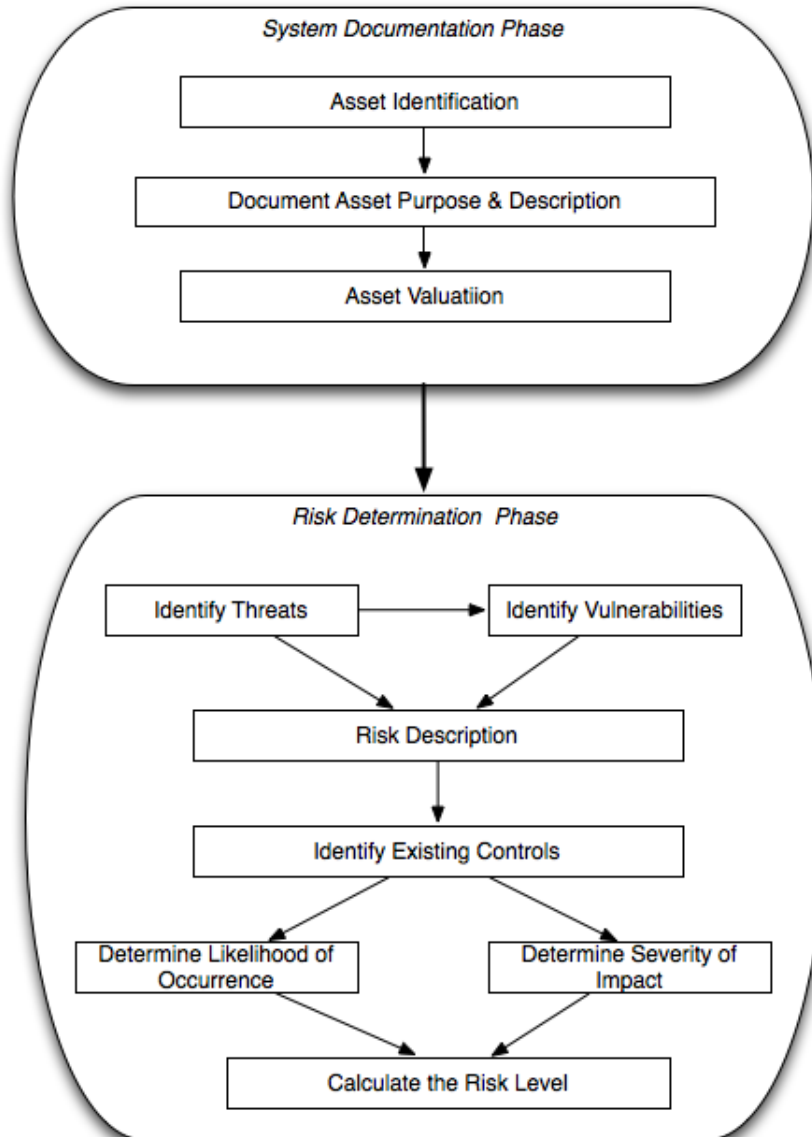 System Documentation Phase
Asset Identification
Document Asset Purpose & Description
Asset Valuatiion
Risk Determination Phase
Identify Threats
Identify Vulnerabilities
Risk Description
Identify Existing Controls
Determine Likelihood of
Occurrence
Determine Severity of
Impact
Calculate the Risk Level